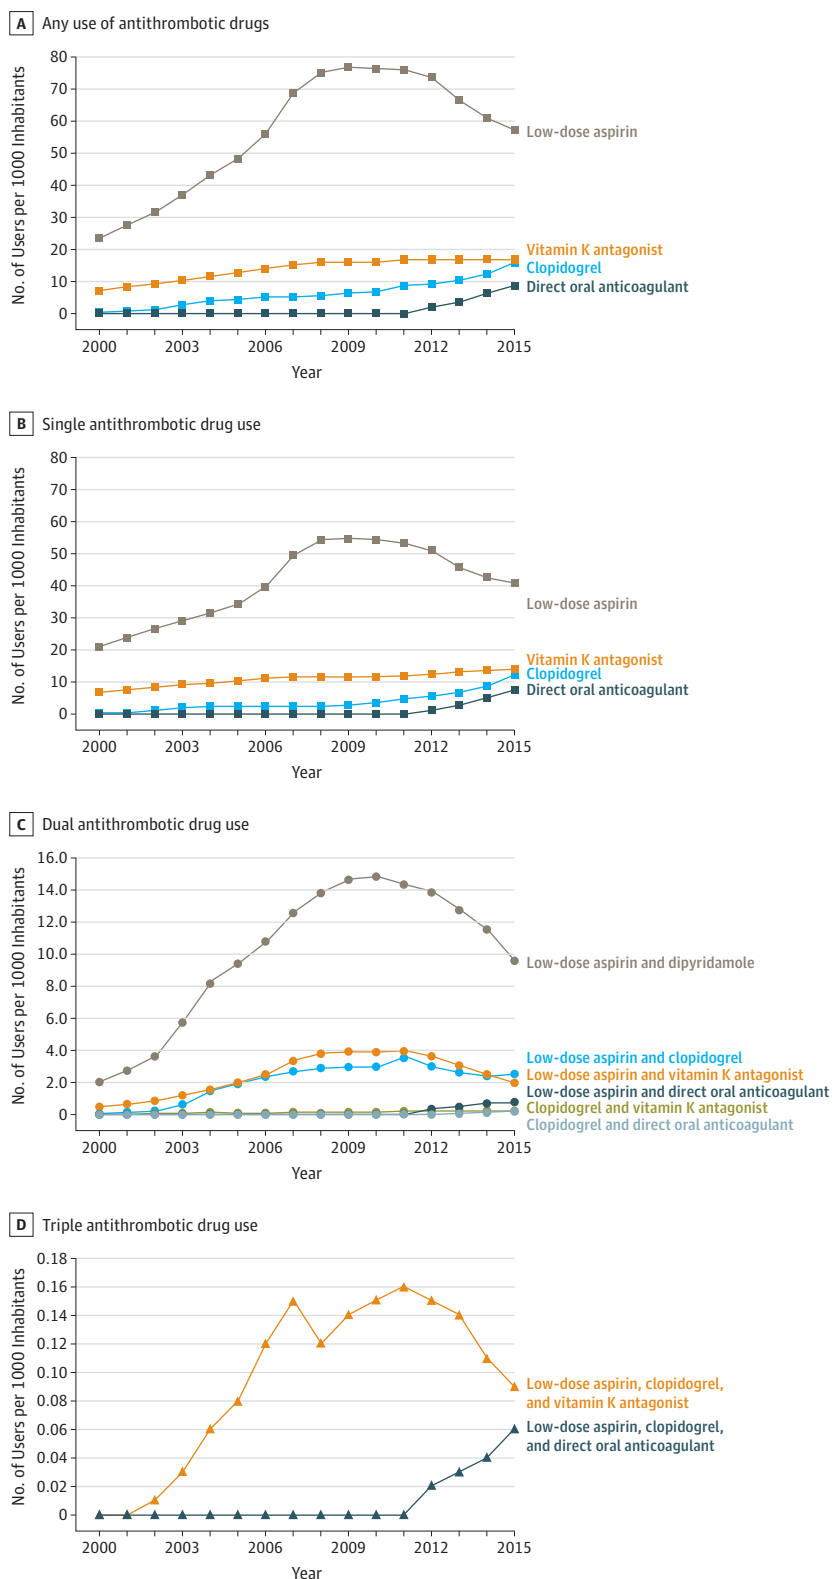 A Any use of antithrombotic drugs
No. of Users per 1000 Inhabitants
80
70
60
50
40
30
20
10
0
Low-dose aspirin
Vitamin K antagonist
Clopidogrel
Direct oral anticoagulant
2000 2003 2006 2009 2012 2015
Year
B Single antithrombotic drug use
No. of Users per 1000 Inhabitants
80
70
60
50
40
30
20
10
0
Low-dose aspirin
Vitamin K antagonist
Clopidogrel
Direct oral anticoagulant
2000 2003 2006 2009 2012 2015
Year
C Dual antithrombotic drug use
No. of Users per 1000 Inhabitants
16.0
14.0
12.0
10.0
8.0
6.0
4.0
2.0
0
Low-dose aspirin and dipyridamole
Low-dose aspirin and clopidogrel
Low-dose aspirin and vitamin K antagonist
Low-dose aspirin and direct oral anticoagulant
Clopidogrel and vitamin K antagonist
Clopidogrel and direct oral anticoagulant
2000 2003 2006 2009 2012 2015
Year
D Triple antithrombotic drug use
No. of Users per 1000 Inhabitants
0.18
0.16
0.14
0.12
0.10
0.08
0.06
0.04
0.02
0
Low-dose aspirin, clopidogrel,
and vitamin K antagonist
Low-dose aspirin, clopidogrel,
and direct oral anticoagulant
2000 2003 2006 2009 2012 2015
Year